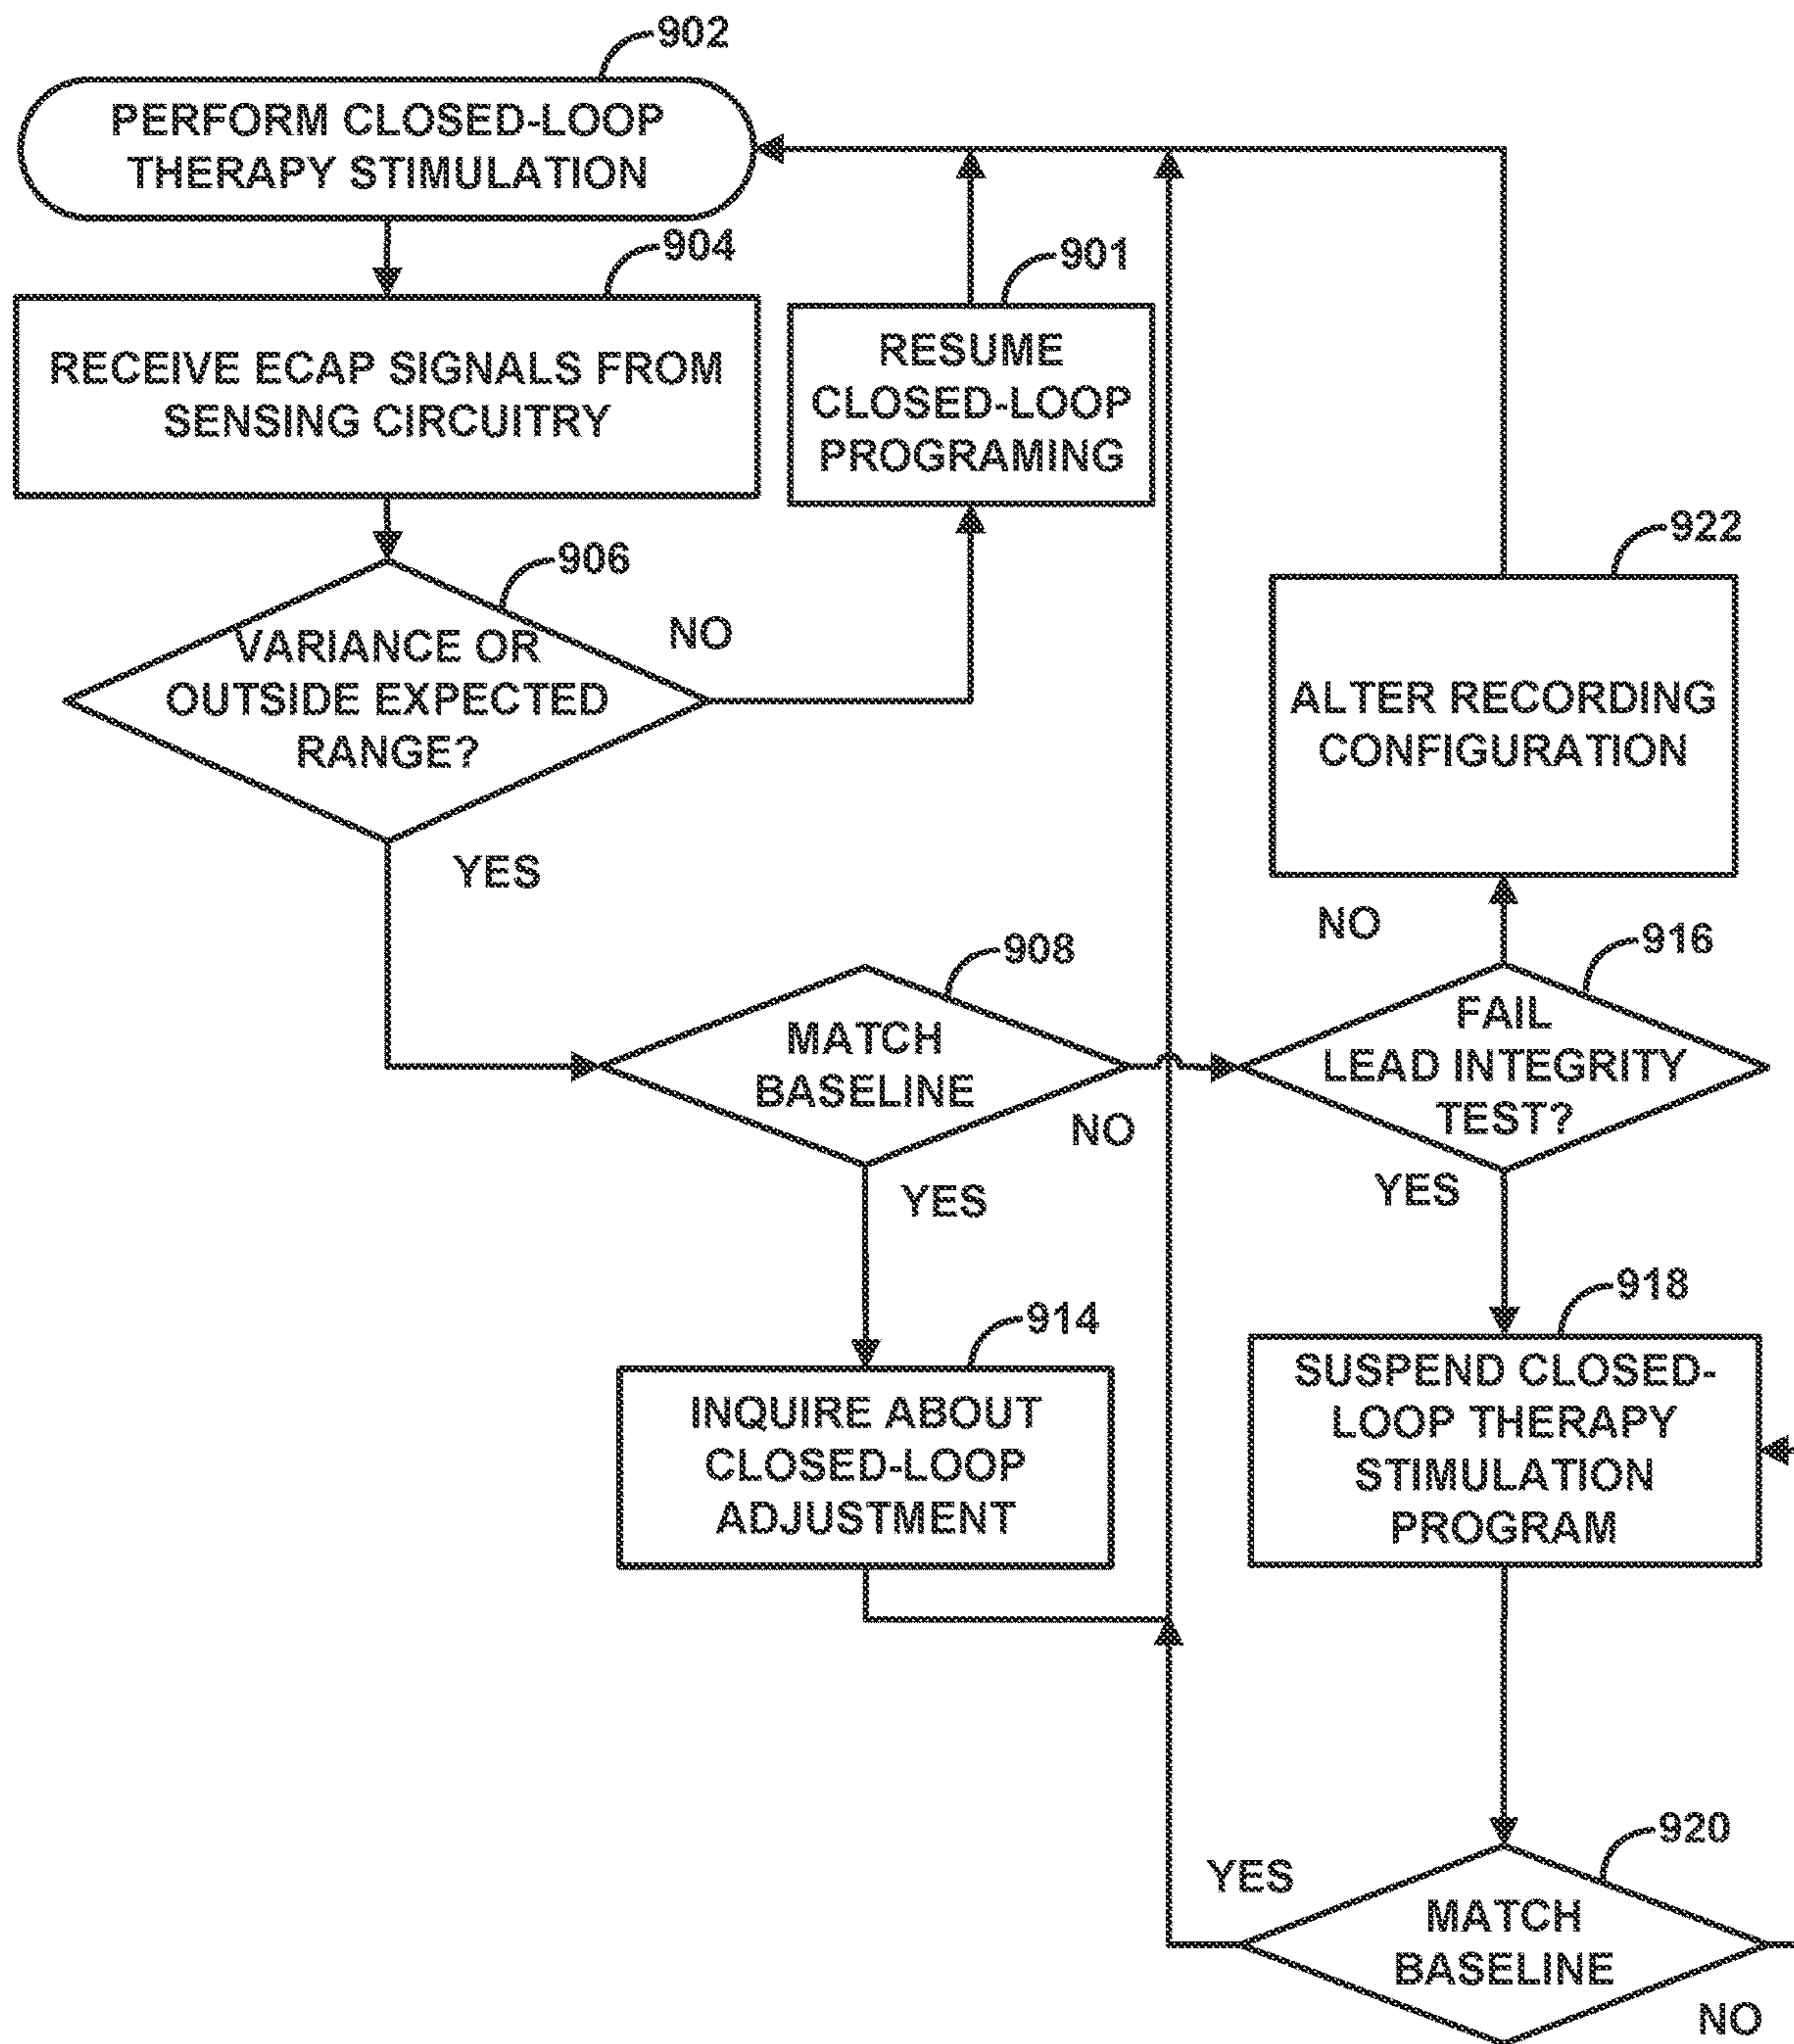 902
PERFORM CLOSED-LOOP
THERAPY STIMULATION
904
RECEIVE ECAP SIGNALS FROM
SENSING CIRCUITRY
901
RESUME
CLOSED-LOOP
PROGRAMING
906
VARIANCE OR
OUTSIDE EXPECTED
RANGE?
NO
YES
922
ALTER RECORDING
CONFIGURATION
NO
908
MATCH
BASELINE
NO
YES
916
FAIL
LEAD INTEGRITY
TEST?
YES
914
INQUIRE ABOUT
CLOSED-LOOP
ADJUSTMENT
918
SUSPEND CLOSED-
LOOP THERAPY
STIMULATION
PROGRAM
920
YES
MATCH
BASELINE
NO